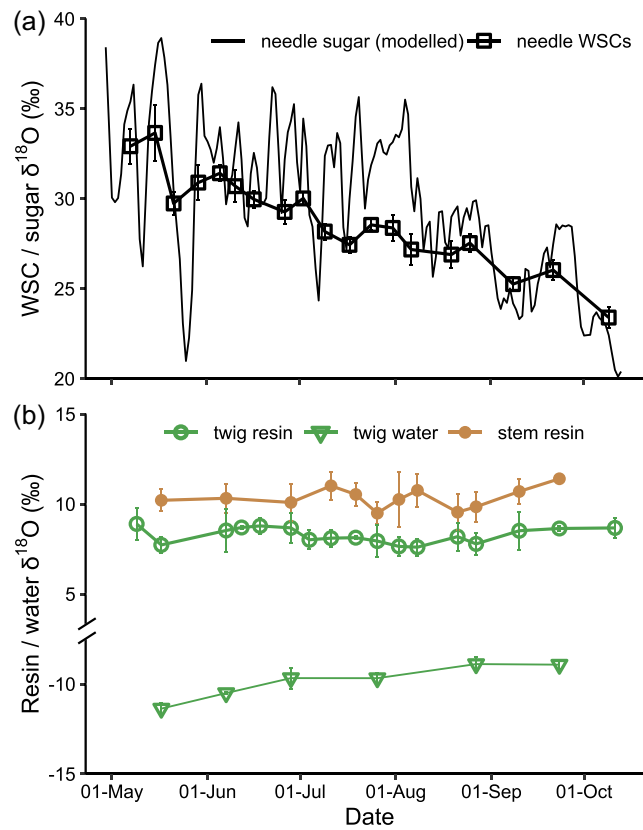 (a)
needle sugar (modelled) needle WSCs
WSC / sugar δ¹⁸O (‰)
40
35
30
25
20
(b)
twig resin twig water stem resin
Resin / water δ¹⁸O (‰)
15
10
5
-10
-15
01-May 01-Jun 01-Jul 01-Aug 01-Sep 01-Oct
Date